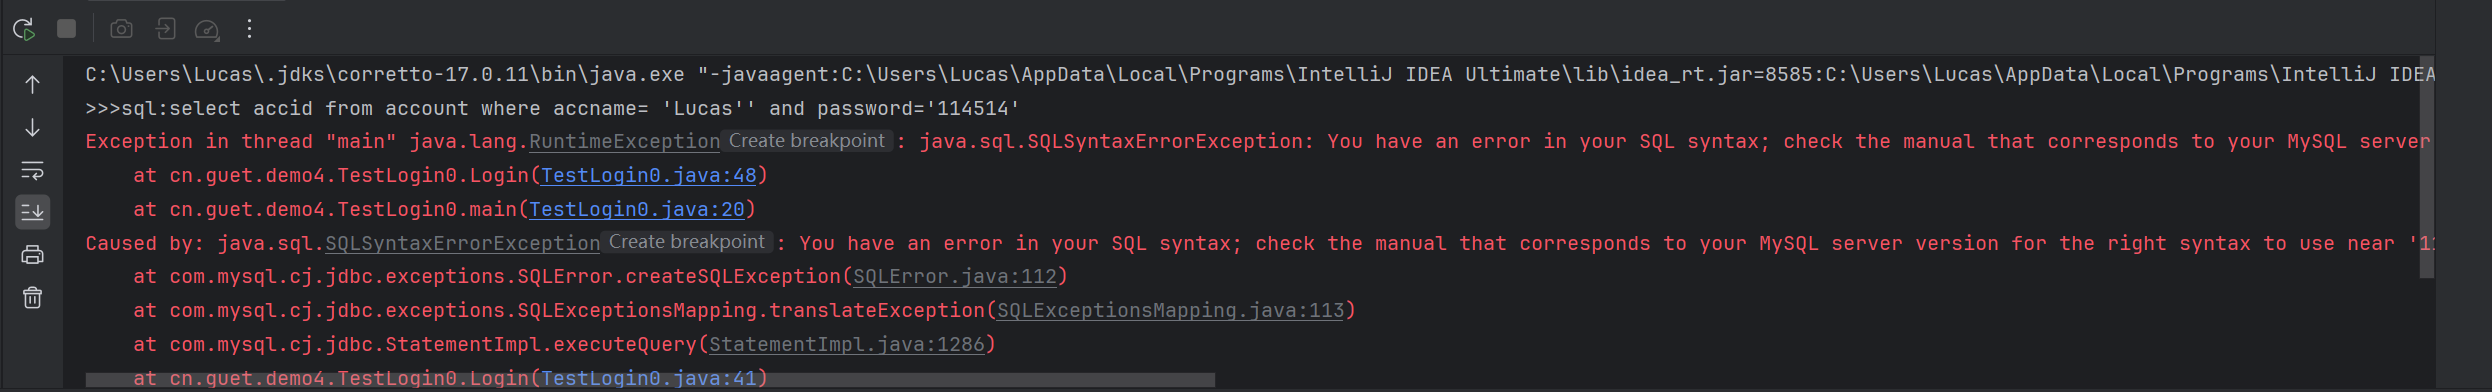 C:\Users\Lucas\.jdks\corretto-17.0.11\bin\java.exe "-javaagent:C:\Users\Lucas\AppData\Local\Programs\IntelliJ IDEA Ultimate\lib\idea_rt.jar=8585:C:\Users\Lucas\AppData\Local\Programs\IntelliJ IDEA
>>>sql:select accid from account where accname= 'Lucas'' and password='114514'
Exception in thread "main" java.lang.RuntimeException Create breakpoint : java.sql.SQLSyntaxErrorException: You have an error in your SQL syntax; check the manual that corresponds to your MySQL server
at cn.guet.demo4.TestLogin0.Login(TestLogin0.java:48)
at cn.guet.demo4.TestLogin0.main(TestLogin0.java:20)
Caused by: java.sql.SQLSyntaxErrorException Create breakpoint : You have an error in your SQL syntax; check the manual that corresponds to your MySQL server version for the right syntax to use near '11
at com.mysql.cj.jdbc.exceptions.SQLError.createSQLException(SQLError.java:112)
at com.mysql.cj.jdbc.exceptions.SQLExceptionsMapping.translateException(SQLExceptionsMapping.java:113)
at com.mysql.cj.jdbc.StatementImpl.executeQuery(StatementImpl.java:1286)
at cn.guet.demo4.TestLogin0.Login(TestLogin0.java:41)